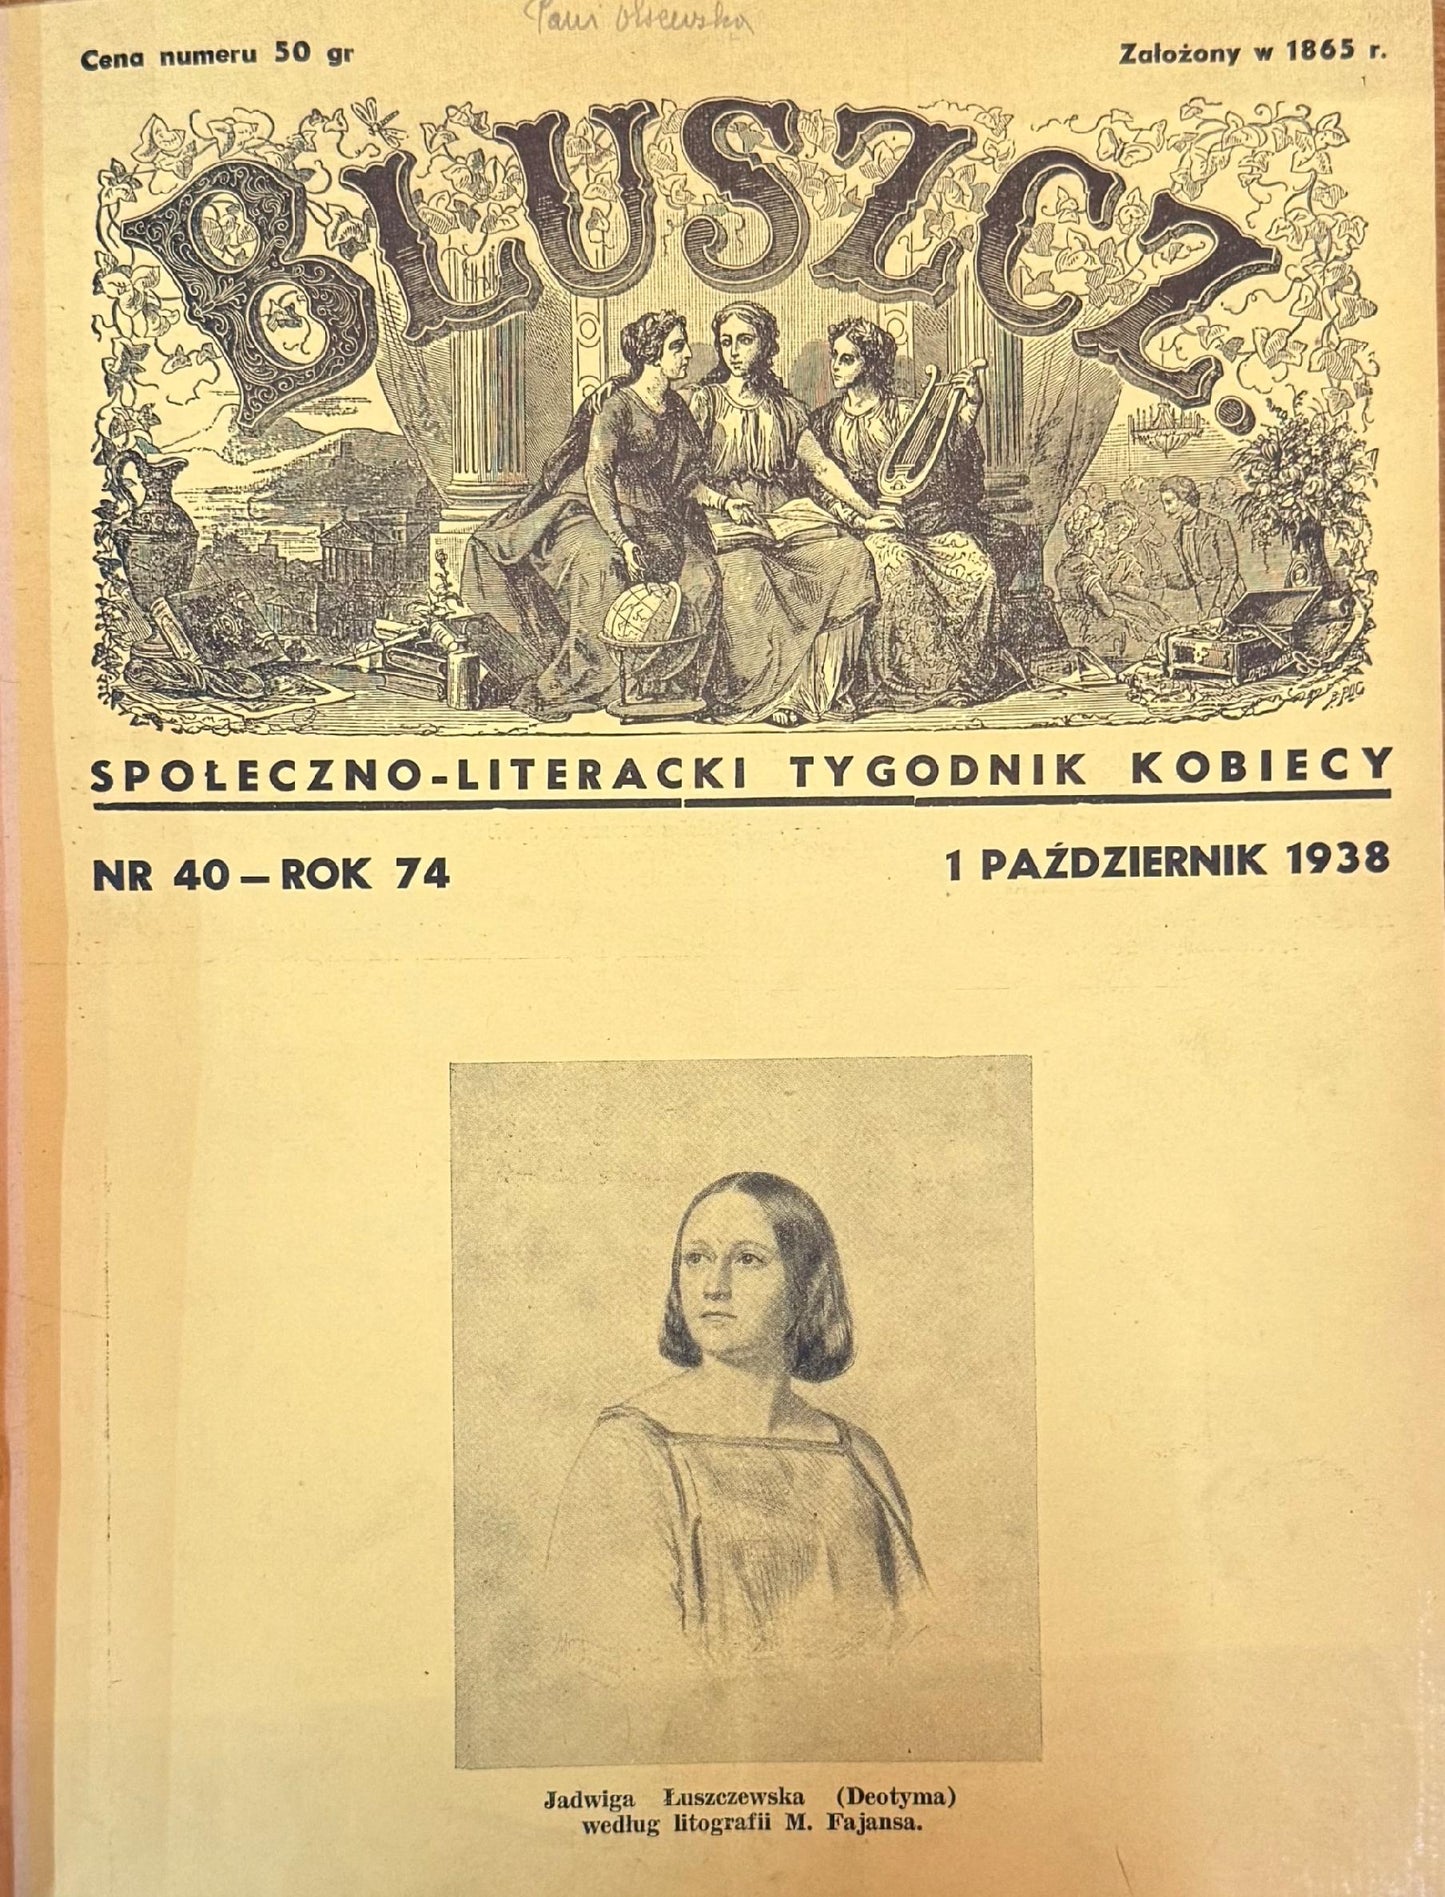 Pani
Cena numeru 50 gr
Założony w 1865 r.
BLUSZCZ.
SPOŁECZNO-LITERACKI TYGODNIK KOBIECY
NR 40 — ROK 74
1 PAŹDZIERNIK 1938
Jadwiga Łuszczewska (Deotyma)
według litografii M. Fajansa.